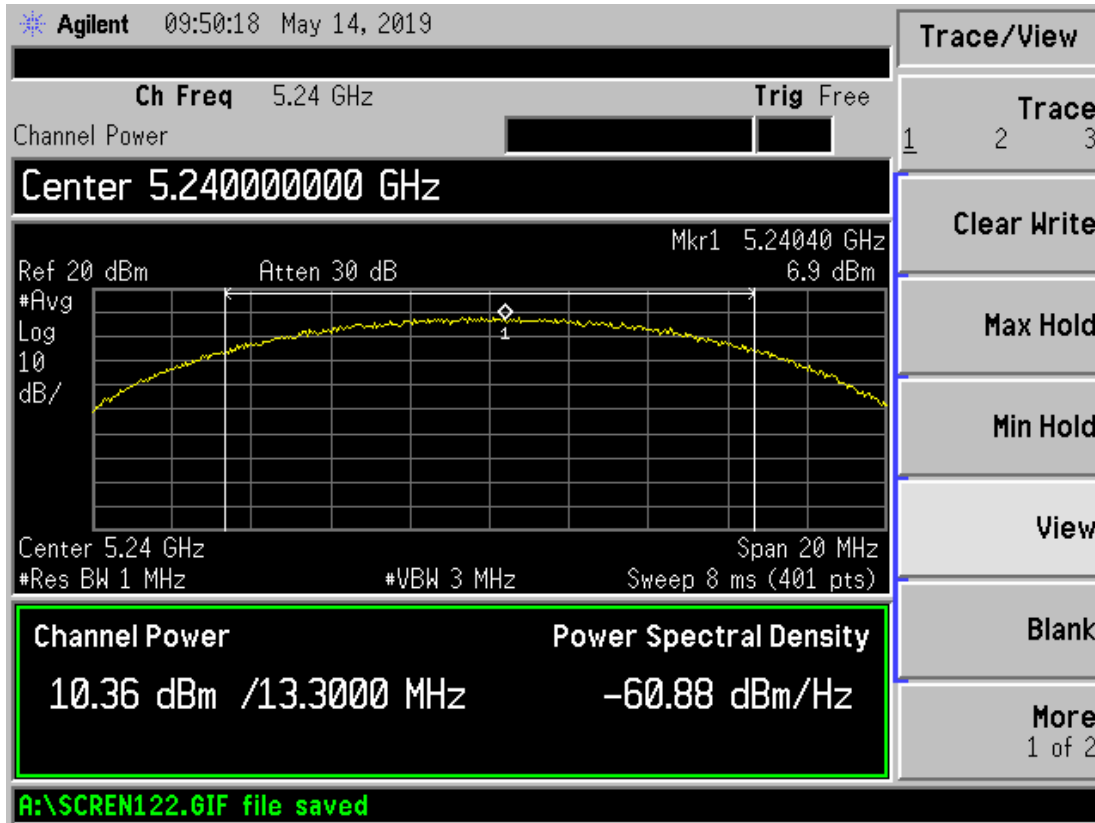 Agilent 09:50:18 May 14, 2019
Ch Freq 5.24 GHz Trig Free
Channel Power
Center 5.240000000 GHz
Mkr1 5.24040 GHz
Ref 20 dBm Atten 30 dB 6.9 dBm
#Avg
Log
10
dB/
1
Center 5.24 GHz Span 20 MHz
#Res BW 1 MHz #VBW 3 MHz Sweep 8 ms (401 pts)
Channel Power Power Spectral Density
10.36 dBm /13.3000 MHz -60.88 dBm/Hz
A:\SCREN122.GIF file saved
Trace/View
Trace
1 2 3
Clear Write
Max Hold
Min Hold
View
Blank
More
1 of 2